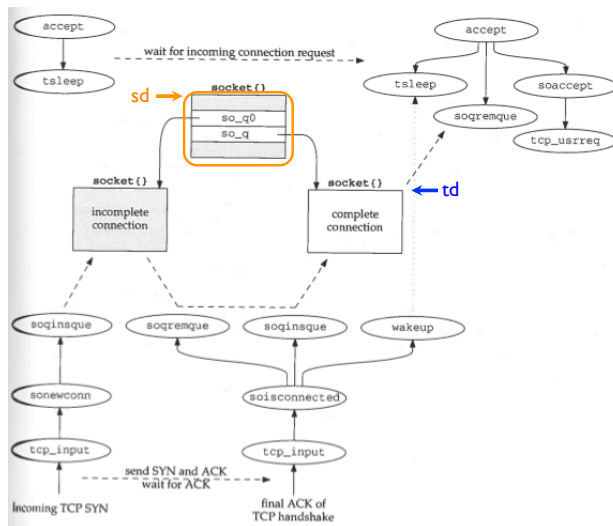 accept
wait for incoming connection request
tsleep
accept
tsleep
soaccept
soqremque
tcp_usrreq
sd
socket{}
so_q0
so_q
socket{}
incomplete
connection
socket{}
complete
connection
td
soqinsque
soqremque
soqinsque
wakeup
sonewconn
soisconnected
tcp_input
send SYN and ACK
wait for ACK
tcp_input
Incoming TCP SYN
final ACK of
TCP handshake